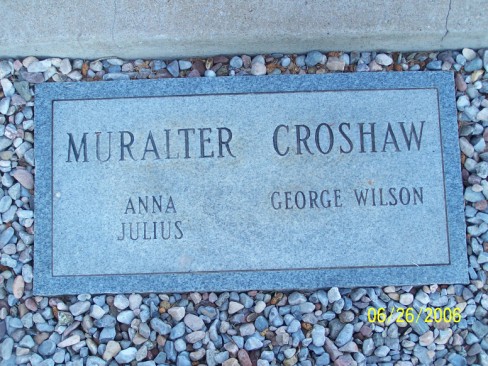 MURALTER CROSHAW
ANNA GEORGE WILSON
JULIUS
06/26/2006